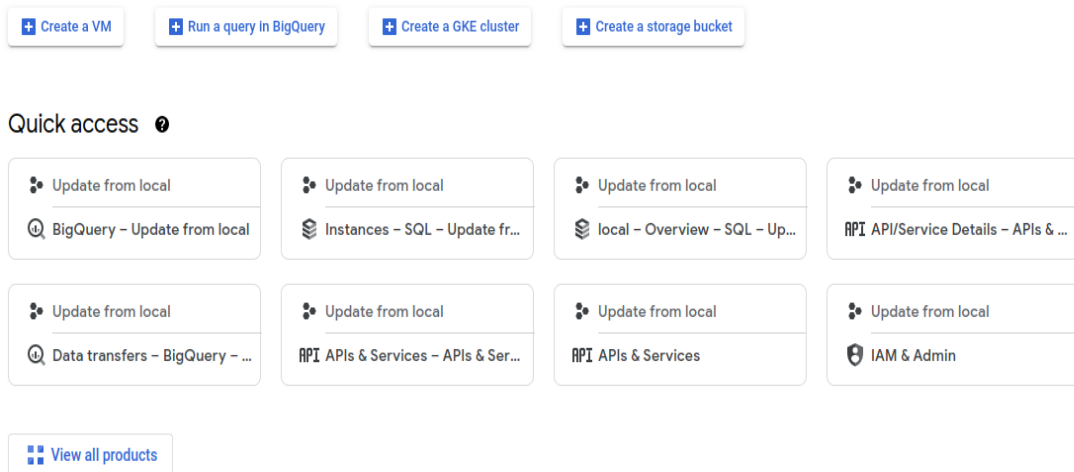 Create a VM
Run a query in BigQuery
Create a GKE cluster
Create a storage bucket
Quick access
Update from local
BigQuery – Update from local
Update from local
Instances – SQL – Update fr...
Update from local
local – Overview – SQL – Up...
Update from local
API API/Service Details – APIs & ...
Update from local
Data transfers – BigQuery – ...
Update from local
API APIs & Services – APIs & Ser...
Update from local
API APIs & Services
Update from local
IAM & Admin
View all products